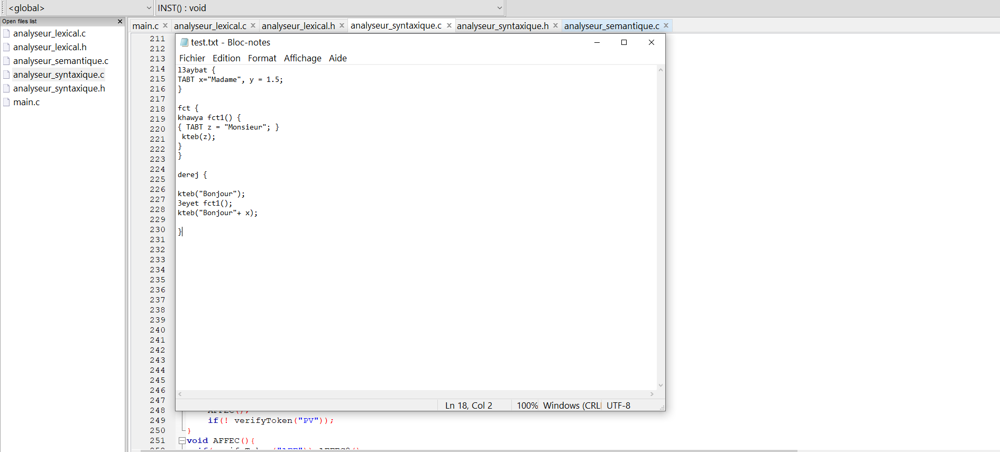 <global>
INST() : void
Open files list
analyseur_lexical.c
analyseur_lexical.h
analyseur_semantique.c
analyseur_syntaxique.c
analyseur_syntaxique.h
main.c
main.c analyseur_lexical.c analyseur_lexical.h analyseur_syntaxique.c analyseur_syntaxique.h analyseur_semantique.c
211
212
213
214
215
216
217
218
219
220
221
222
223
224
225
226
227
228
229
230
231
232
233
234
235
236
237
238
239
240
241
242
243
244
245
246
247
248
249
250
251
test.txt - Bloc-notes
Fichier Edition Format Affichage Aide
l3aybat {
TABT x="Madame", y = 1.5;
}
fct {
khawya fct1() {
{ TABT z = "Monsieur"; }
kteb(z);
}
}
derej {
kteb("Bonjour");
3eyet fct1();
kteb("Bonjour"+ x);
}
Ln 18, Col 2 100% Windows (CRL UTF-8
AFFEC();
if(! verifyToken("PV"));
}
void AFFEC(){